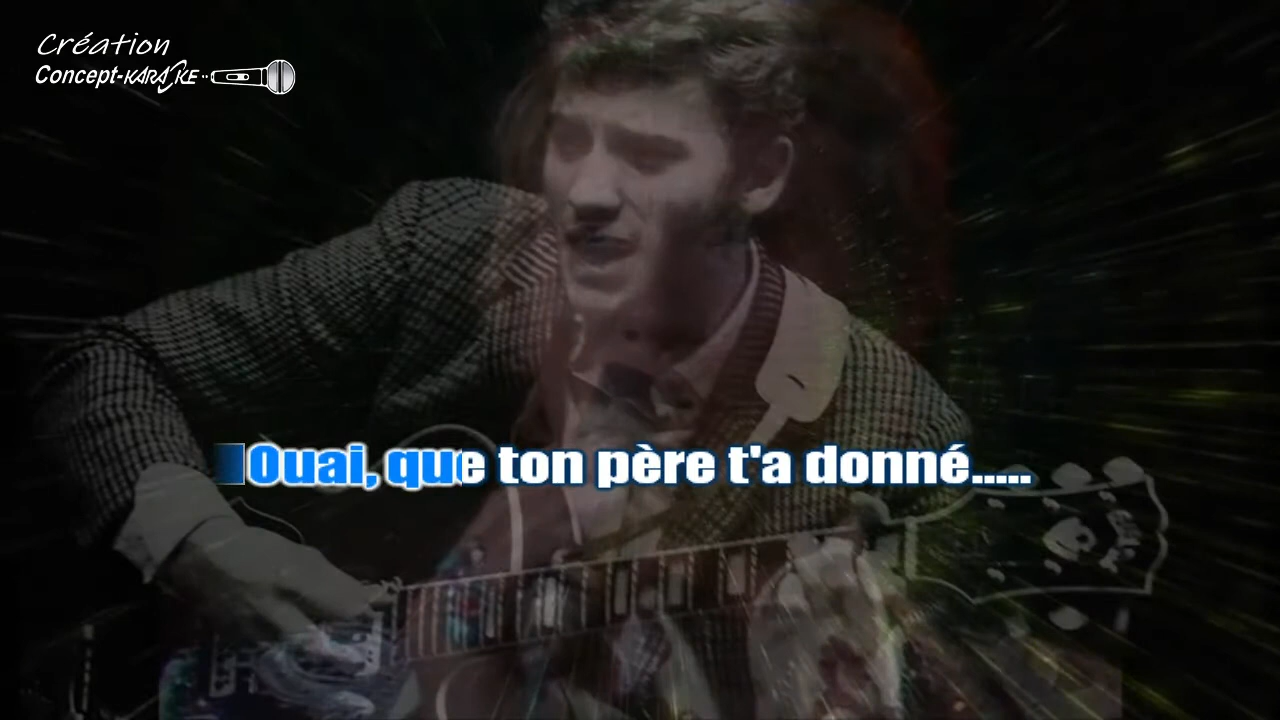 Création
Concept-KARAOKE
Ouai, que ton père t'a donné.....